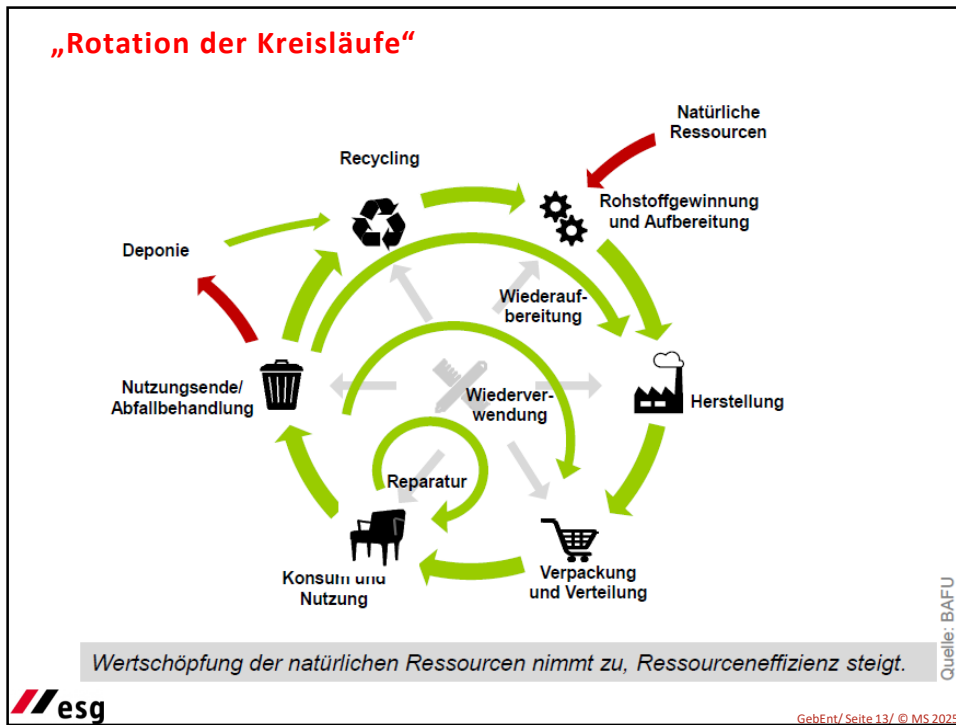 „Rotation der Kreisläufe“
Natürliche
Ressourcen
Recycling
Rohstoffgewinnung
und Aufbereitung
Deponie
Wiederauf-
bereitung
Nutzungsende/
Abfallbehandlung
Wiederver-
wendung
Herstellung
Reparatur
Konsum und
Nutzung
Verpackung
und Verteilung
Quelle: BAFU
Wertschöpfung der natürlichen Ressourcen nimmt zu, Ressourceneffizienz steigt.
esg
GebEnt/ Seite 13/ © MS 2025